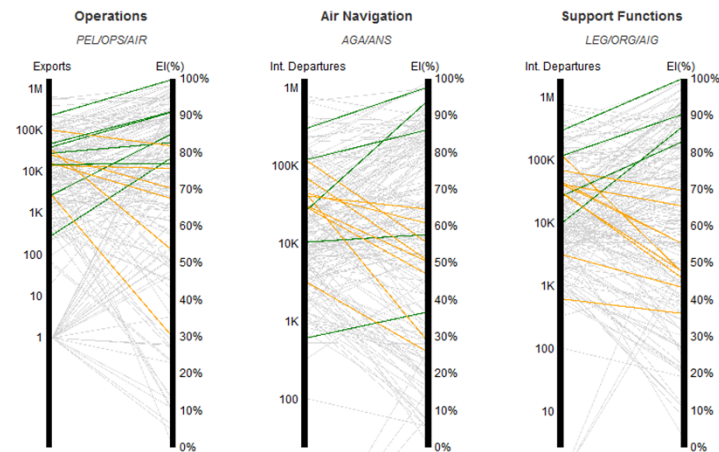 Operations
PEL/OPS/AIR
Exports EI(%)
1M
100K
10K
1K
100
10
1
100%
90%
80%
70%
60%
50%
40%
30%
20%
10%
0%
Air Navigation
AGA/ANS
Int. Departures EI(%)
1M
100K
10K
1K
100
100%
90%
80%
70%
60%
50%
40%
30%
20%
10%
0%
Support Functions
LEG/ORG/AIG
Int. Departures EI(%)
1M
100K
10K
1K
100
10
100%
90%
80%
70%
60%
50%
40%
30%
20%
10%
0%